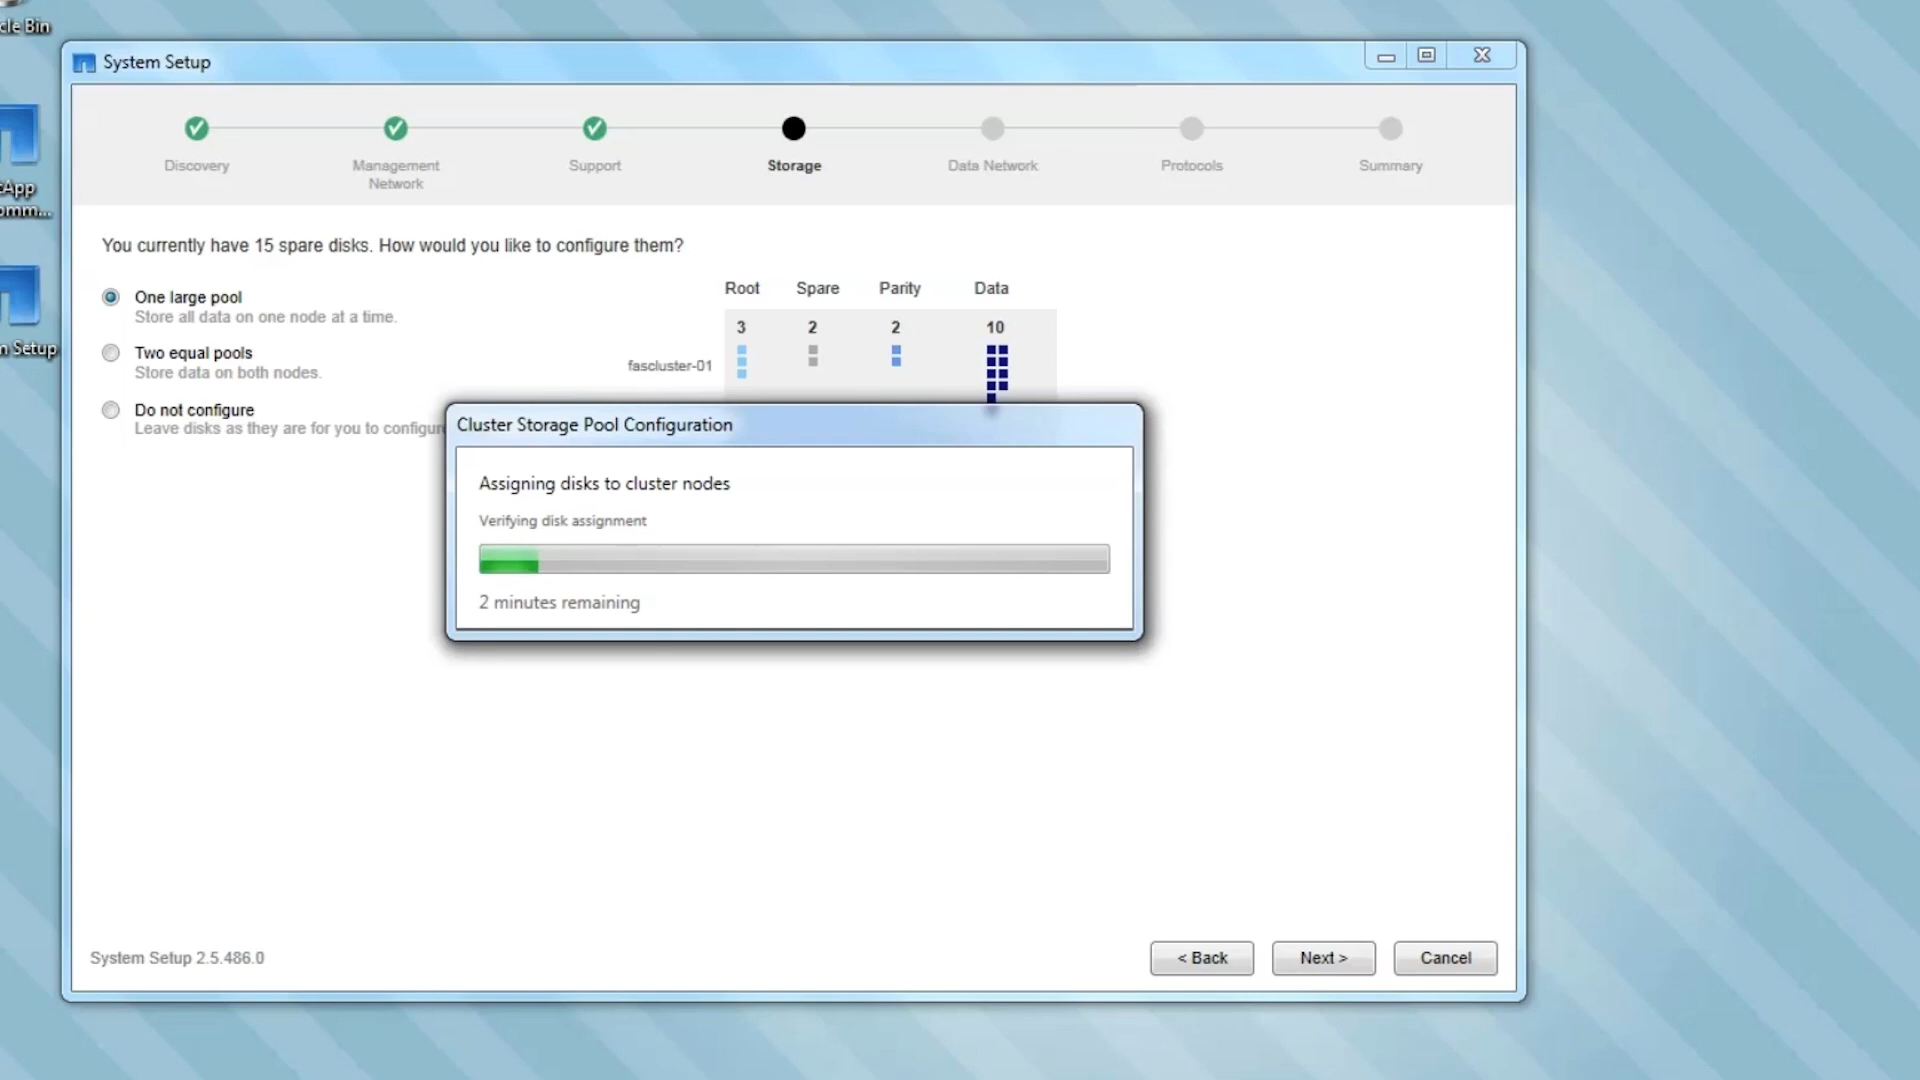 cle Bin
System Setup
Discovery
Management
Network
Support
Storage
Data Network
Protocols
Summary
tApp
omm...
m Setup
You currently have 15 spare disks. How would you like to configure them?
One large pool
Store all data on one node at a time.
Two equal pools
Store data on both nodes.
Do not configure
Leave disks as they are for you to configur
Root Spare Parity Data
3 2 2 10
fascluster-01
Cluster Storage Pool Configuration
Assigning disks to cluster nodes
Verifying disk assignment
2 minutes remaining
System Setup 2.5.486.0
< Back
Next >
Cancel